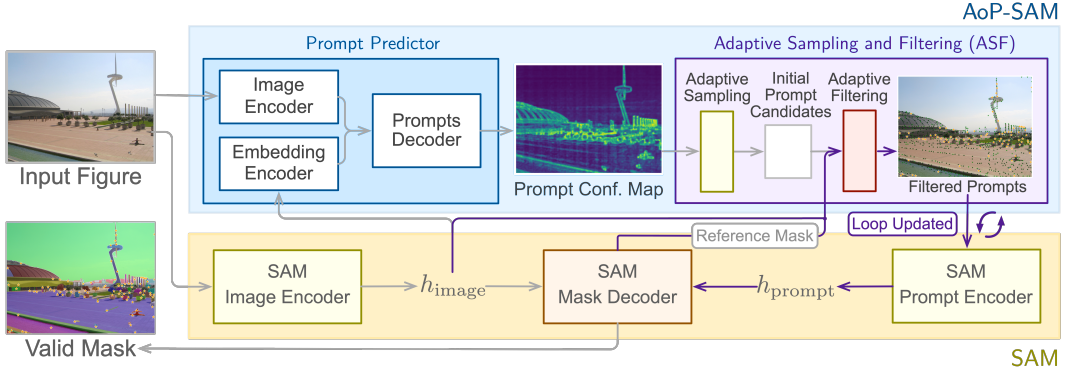 AoP-SAM
Prompt Predictor
Adaptive Sampling and Filtering (ASF)
Input Figure
Image
Encoder
Embedding
Encoder
Prompts
Decoder
Prompt Conf. Map
Adaptive
Sampling
Initial
Prompt
Candidates
Adaptive
Filtering
Filtered Prompts
Reference Mask
Loop Updated
SAM
Image Encoder
h_image
SAM
Mask Decoder
h_prompt
SAM
Prompt Encoder
Valid Mask
SAM